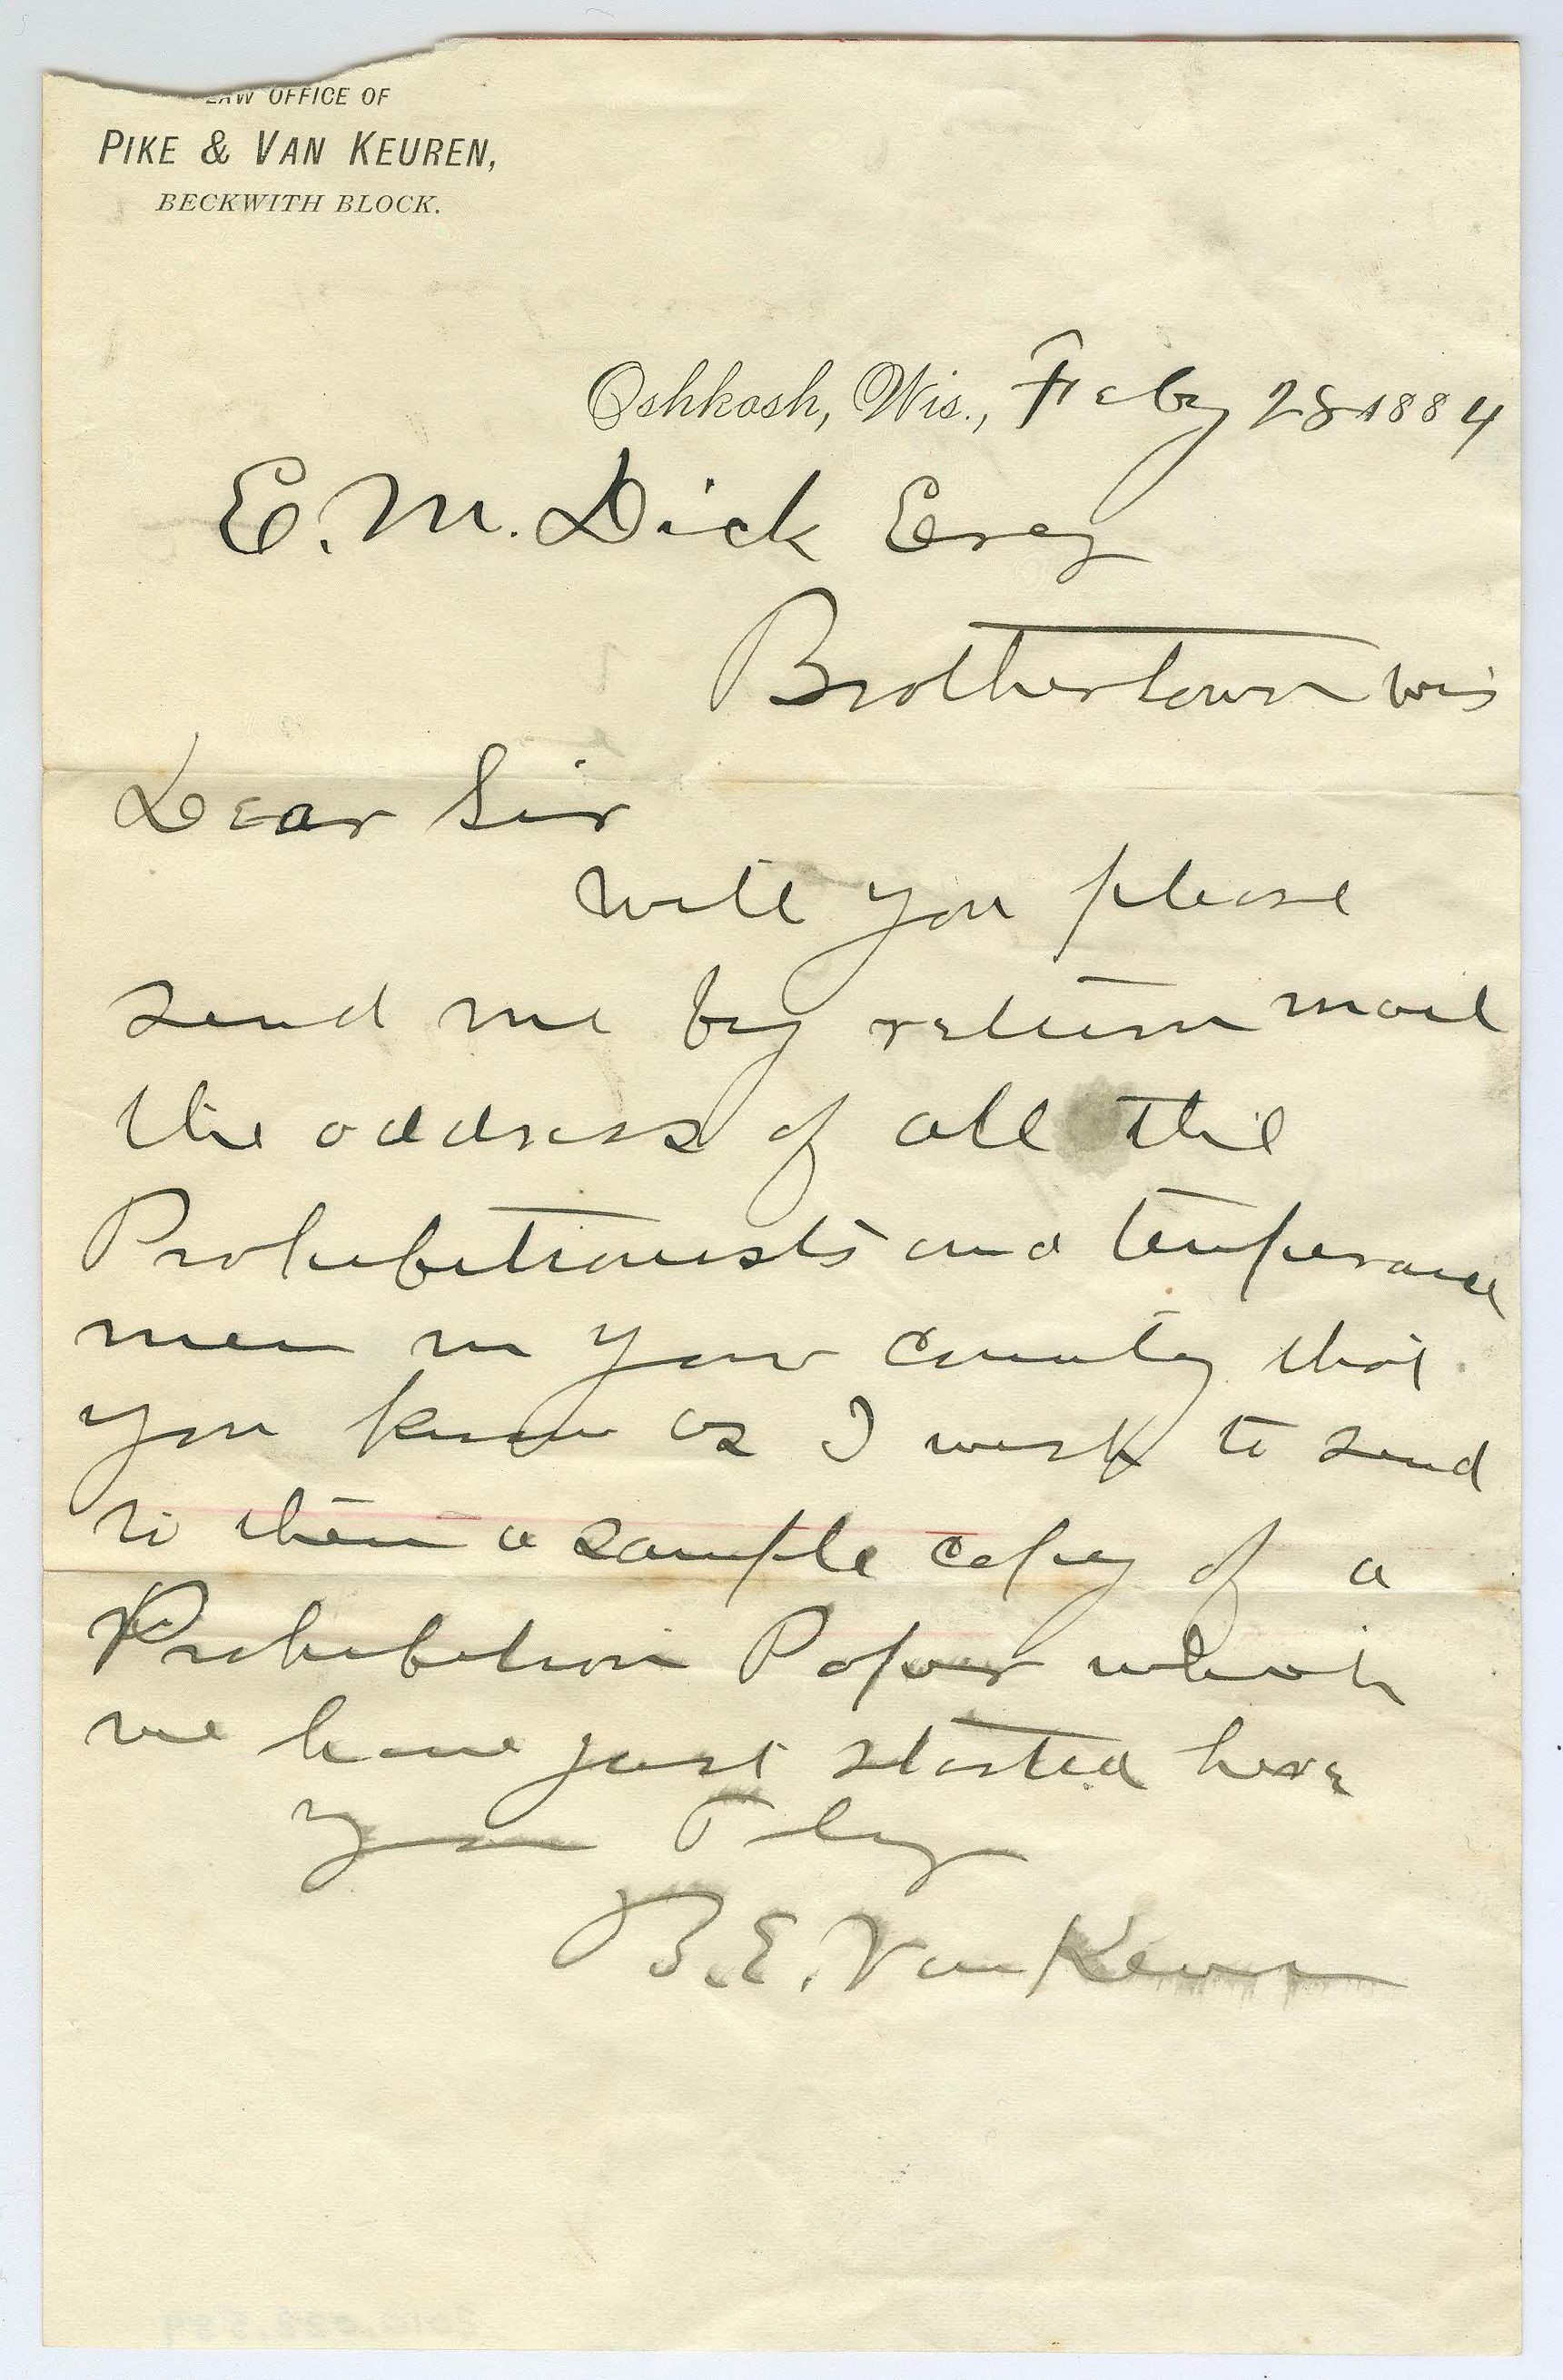 LAW OFFICE OF
PIKE & VAN KEUREN,
BECKWITH BLOCK.
Oshkosh, Wis., Feby 28 1884
E. M. Dick Esq
Brothertown Wis
Dear Sir
Will you please
send me by return mail
the address of all the
Prohibitionists and temperance
men in your county that
you know as I wish to send
to them a sample copy of a
Prohibition Paper which
we have just started here
Yours Tly
B. E. Van Keuren